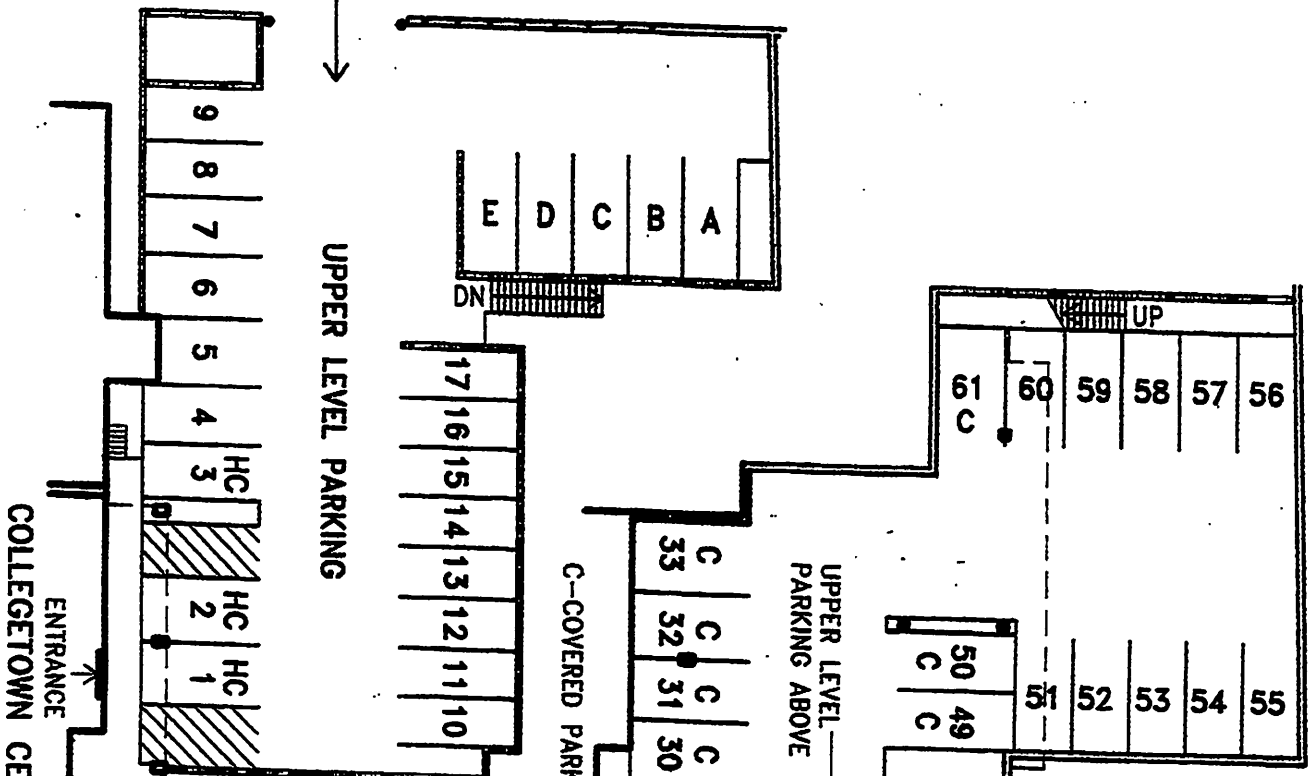 9
8
7
6
5
4
HC
3
HC
2
HC
1
UPPER LEVEL PARKING
E D C B A
DN
17
16
15
14
13
12
11
10
UP
61
C
60
59
58
57
56
C
33
C
32
C
31
C
30
C-COVERED PARK
UPPER LEVEL
PARKING ABOVE
50
C
49
C
51
52
53
54
55
ENTRANCE
COLLEGETOWN CE